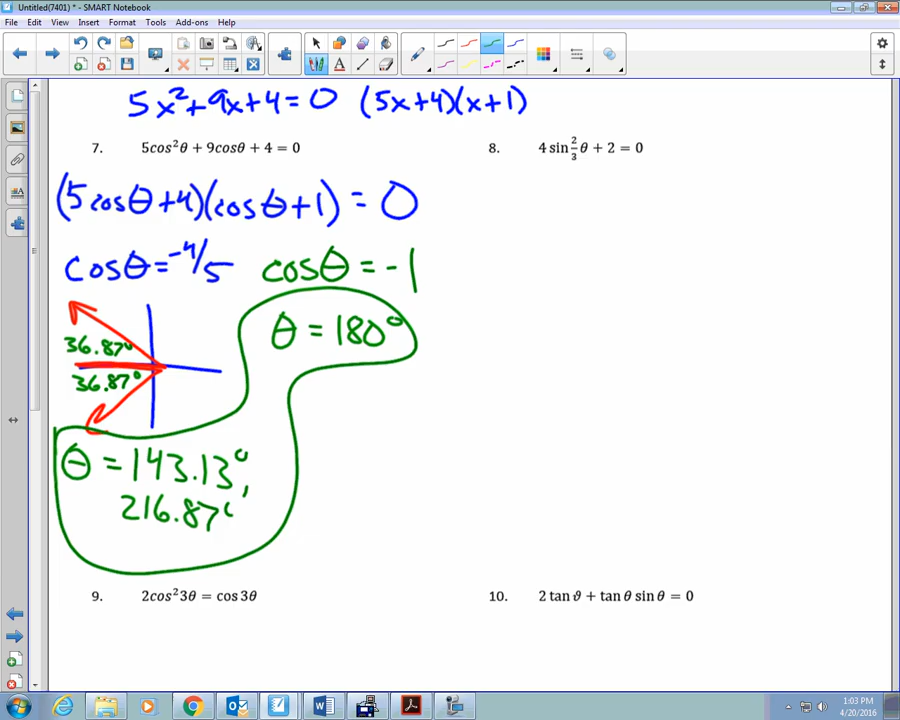 Untitled(7401) * - SMART Notebook
File Edit View Insert Format Tools Add-ons Help
5x²+9x+4=0 (5x+4)(x+1)
7. 5cos²θ + 9cosθ + 4 = 0
8. 4 sin 2/3 θ + 2 = 0
(5cosθ+4)(cosθ+1) = 0
cosθ=-4/5 cosθ = -1
θ = 180°
36.87°
36.87°
θ = 143.13°,
216.87°
9. 2cos²3θ = cos 3θ
10. 2 tan ϑ + tan θ sin θ = 0
1:03 PM
4/20/2016